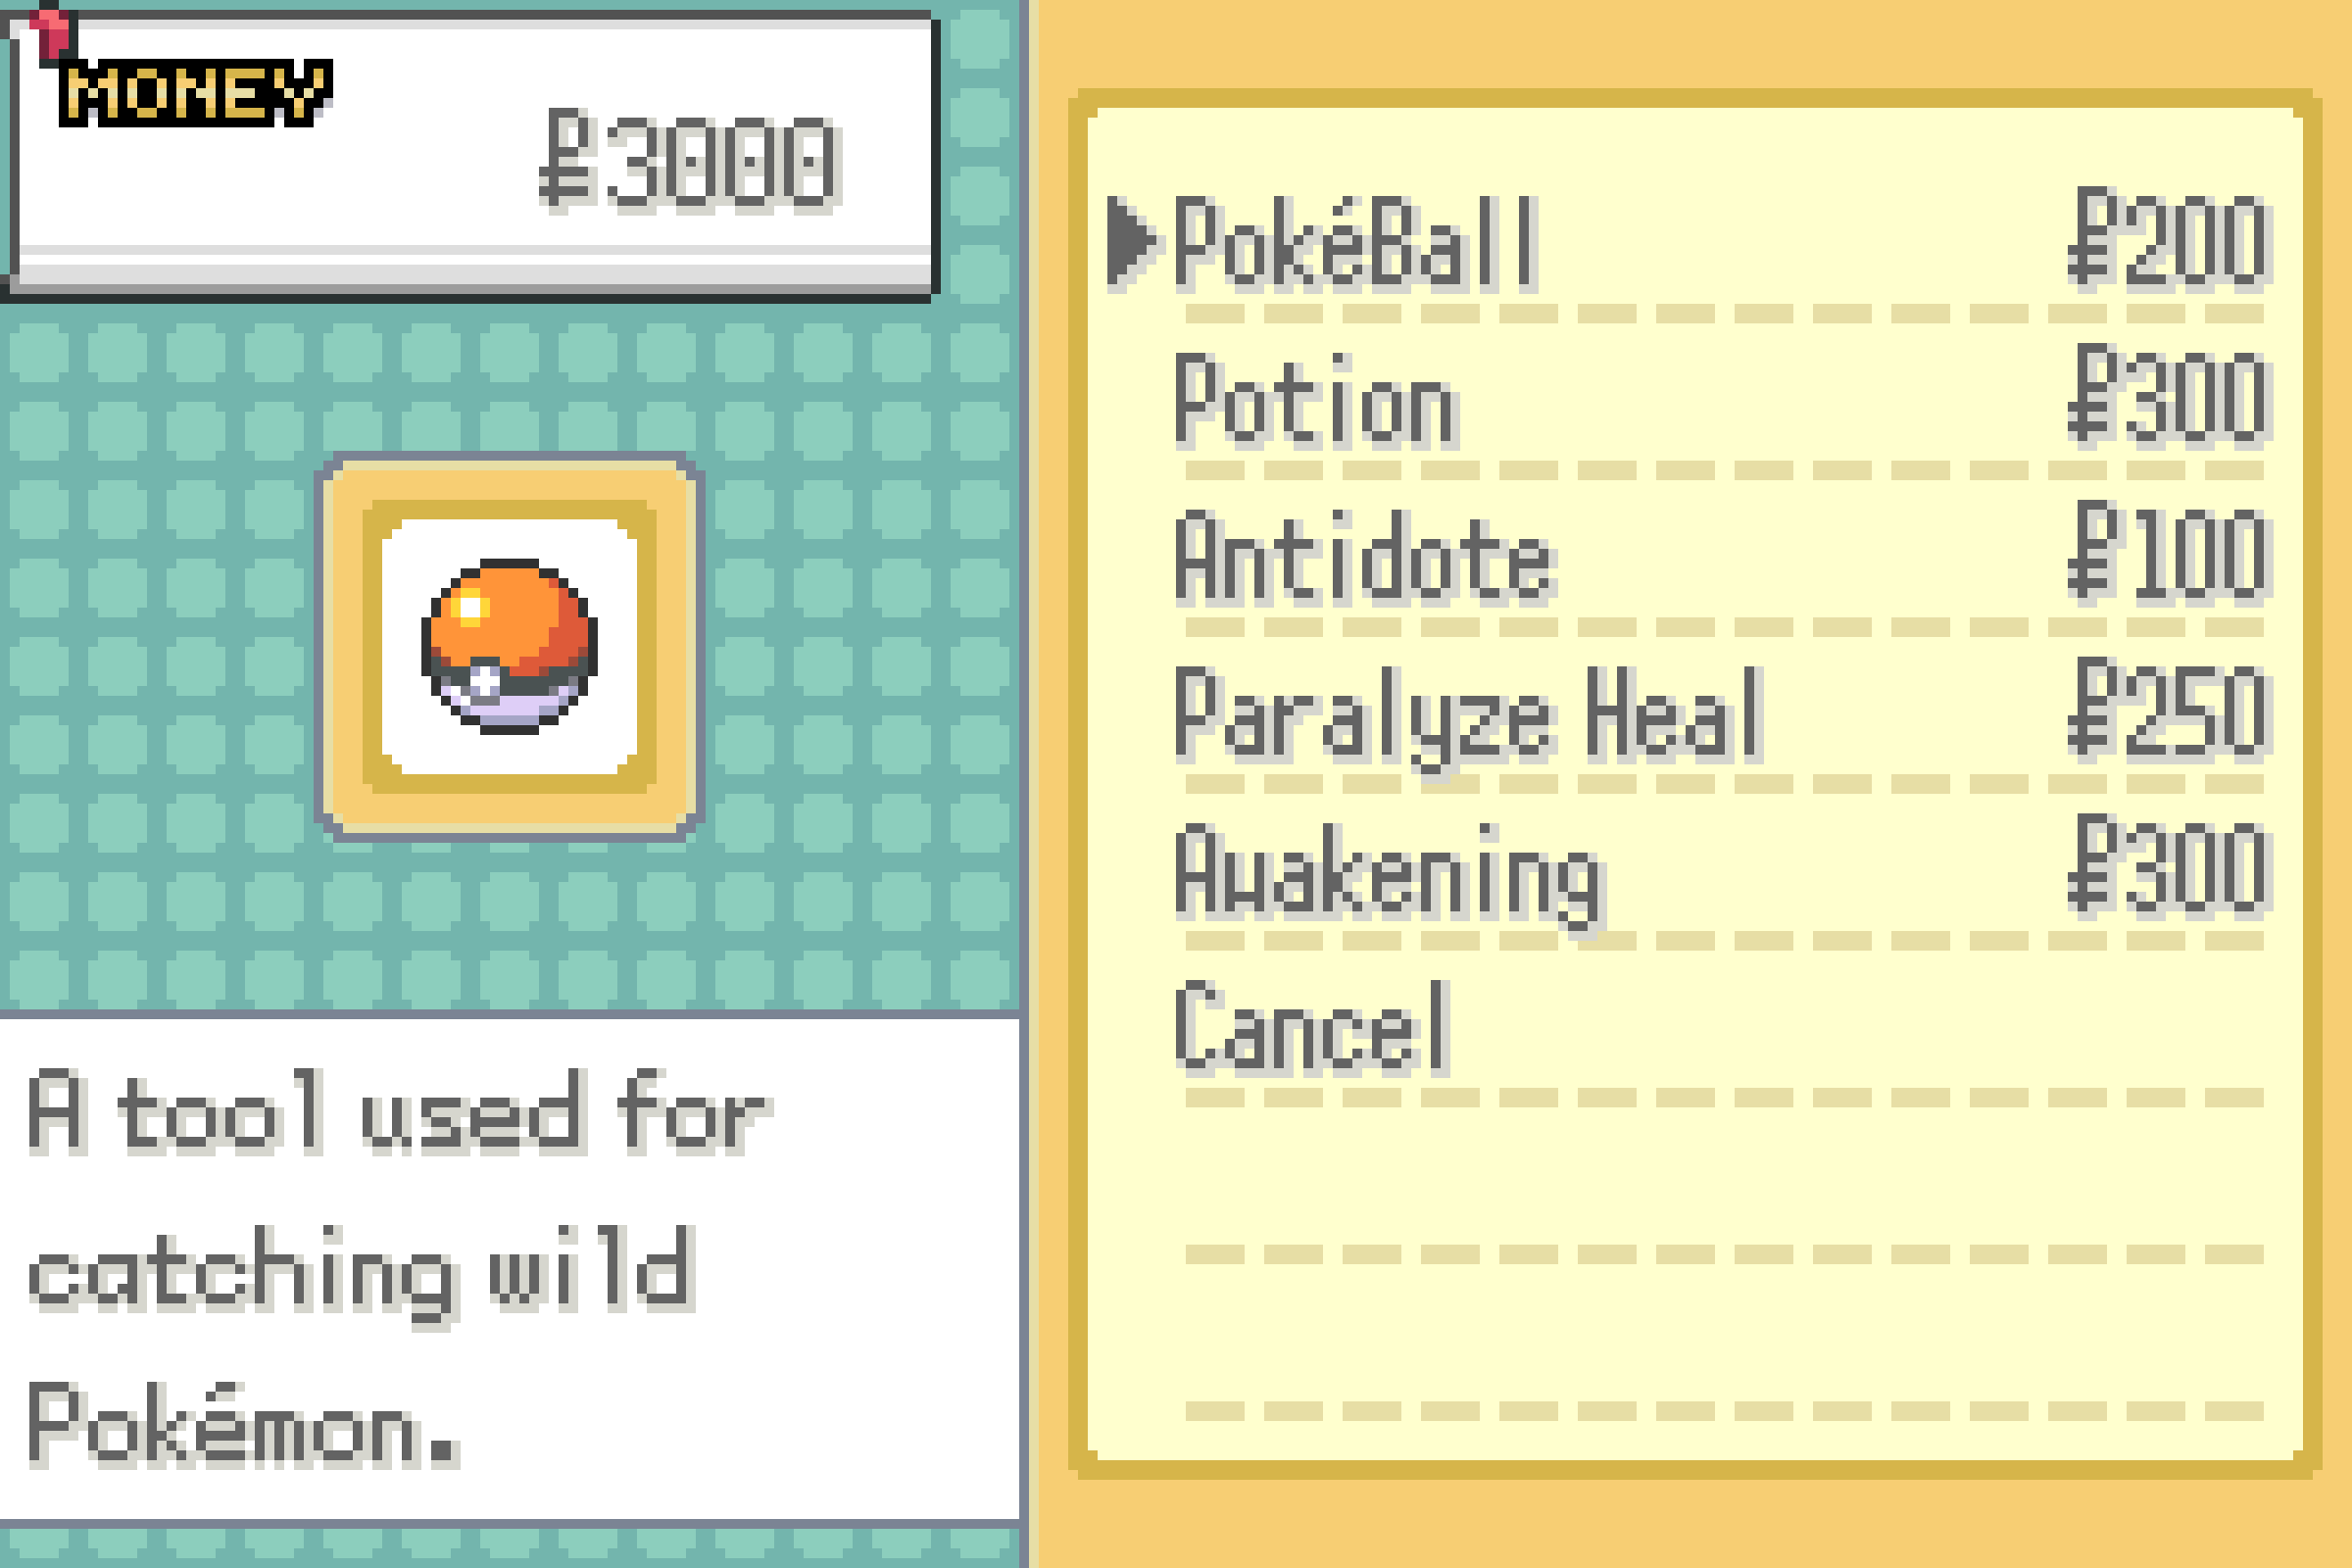 MONEY
₽3000
PokéBall ₽200
Potion ₽300
Antidote ₽100
Paralyze Heal ₽250
Awakening ₽300
Cancel
A tool used for
catching wild
Pokémon.